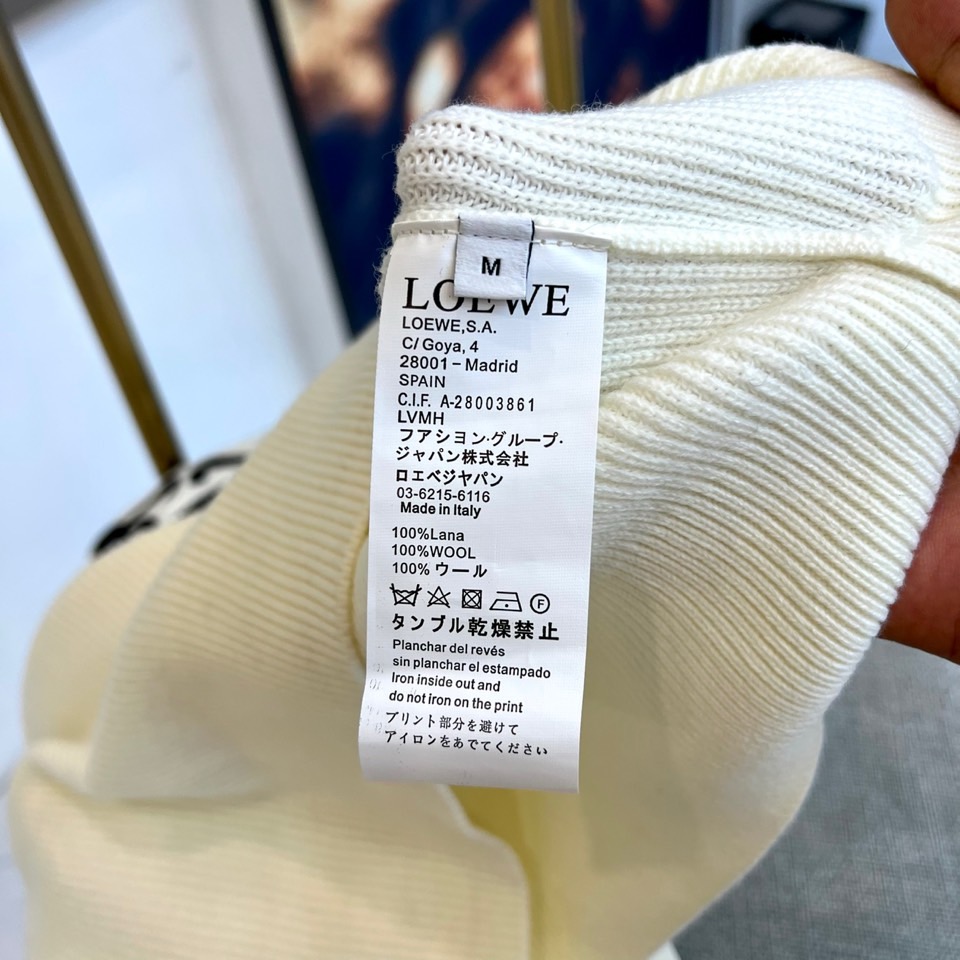 M
LOEWE
LOEWE,S.A.
C/ Goya, 4
28001 – Madrid
SPAIN
C.I.F. A-28003861
LVMH
フアシヨン·グループ·
ジャパン株式会社
ロエベジヤパン
03-6215-6116
Made in Italy
100%Lana
100%WOOL
100% ウール
F
タンブル乾燥禁止
Planchar del revés
sin planchar el estampado
Iron inside out and
do not iron on the print
プリント部分を避けて
アイロンをあでてください